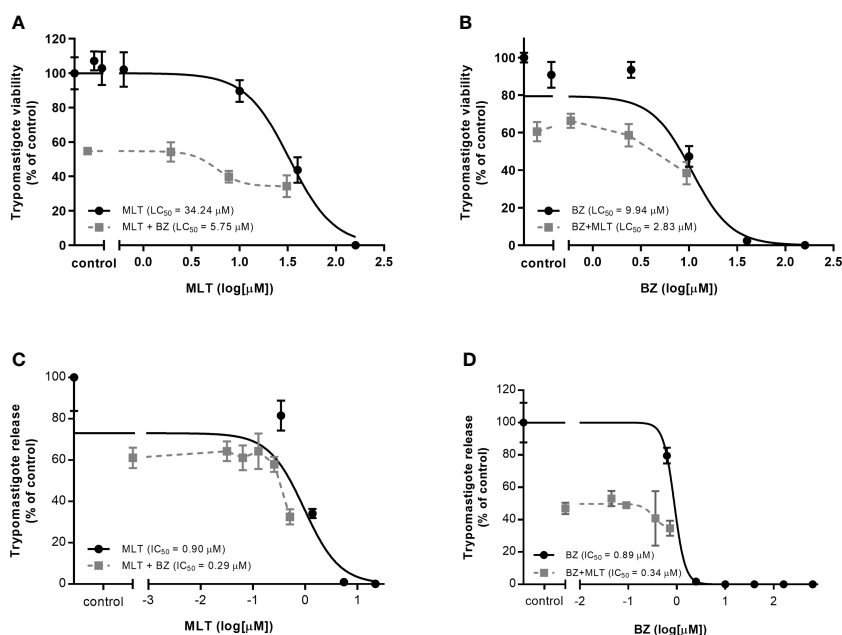 A
Trypomastigote viability
(% of control)
120
100
80
60
40
20
0
MLT (LC50 = 34.24 μM)
MLT + BZ (LC50 = 5.75 μM)
control
0.0
0.5
1.0
1.5
2.0
2.5
MLT (log[μM])
B
Trypomastigote viability
(% of control)
100
80
60
40
20
0
BZ (LC50 = 9.94 μM)
BZ+MLT (LC50 = 2.83 μM)
control
0.0
0.5
1.0
1.5
2.0
2.5
BZ (log[μM])
C
Trypomastigote release
(% of control)
100
80
60
40
20
0
MLT (IC50 = 0.90 μM)
MLT + BZ (IC50 = 0.29 μM)
control
-3
-2
-1
0
1
MLT (log[μM])
D
Trypomastigote release
(% of control)
120
100
80
60
40
20
0
BZ (IC50 = 0.89 μM)
BZ+MLT (IC50 = 0.34 μM)
control
-2
-1
0
1
2
BZ (log[μM])